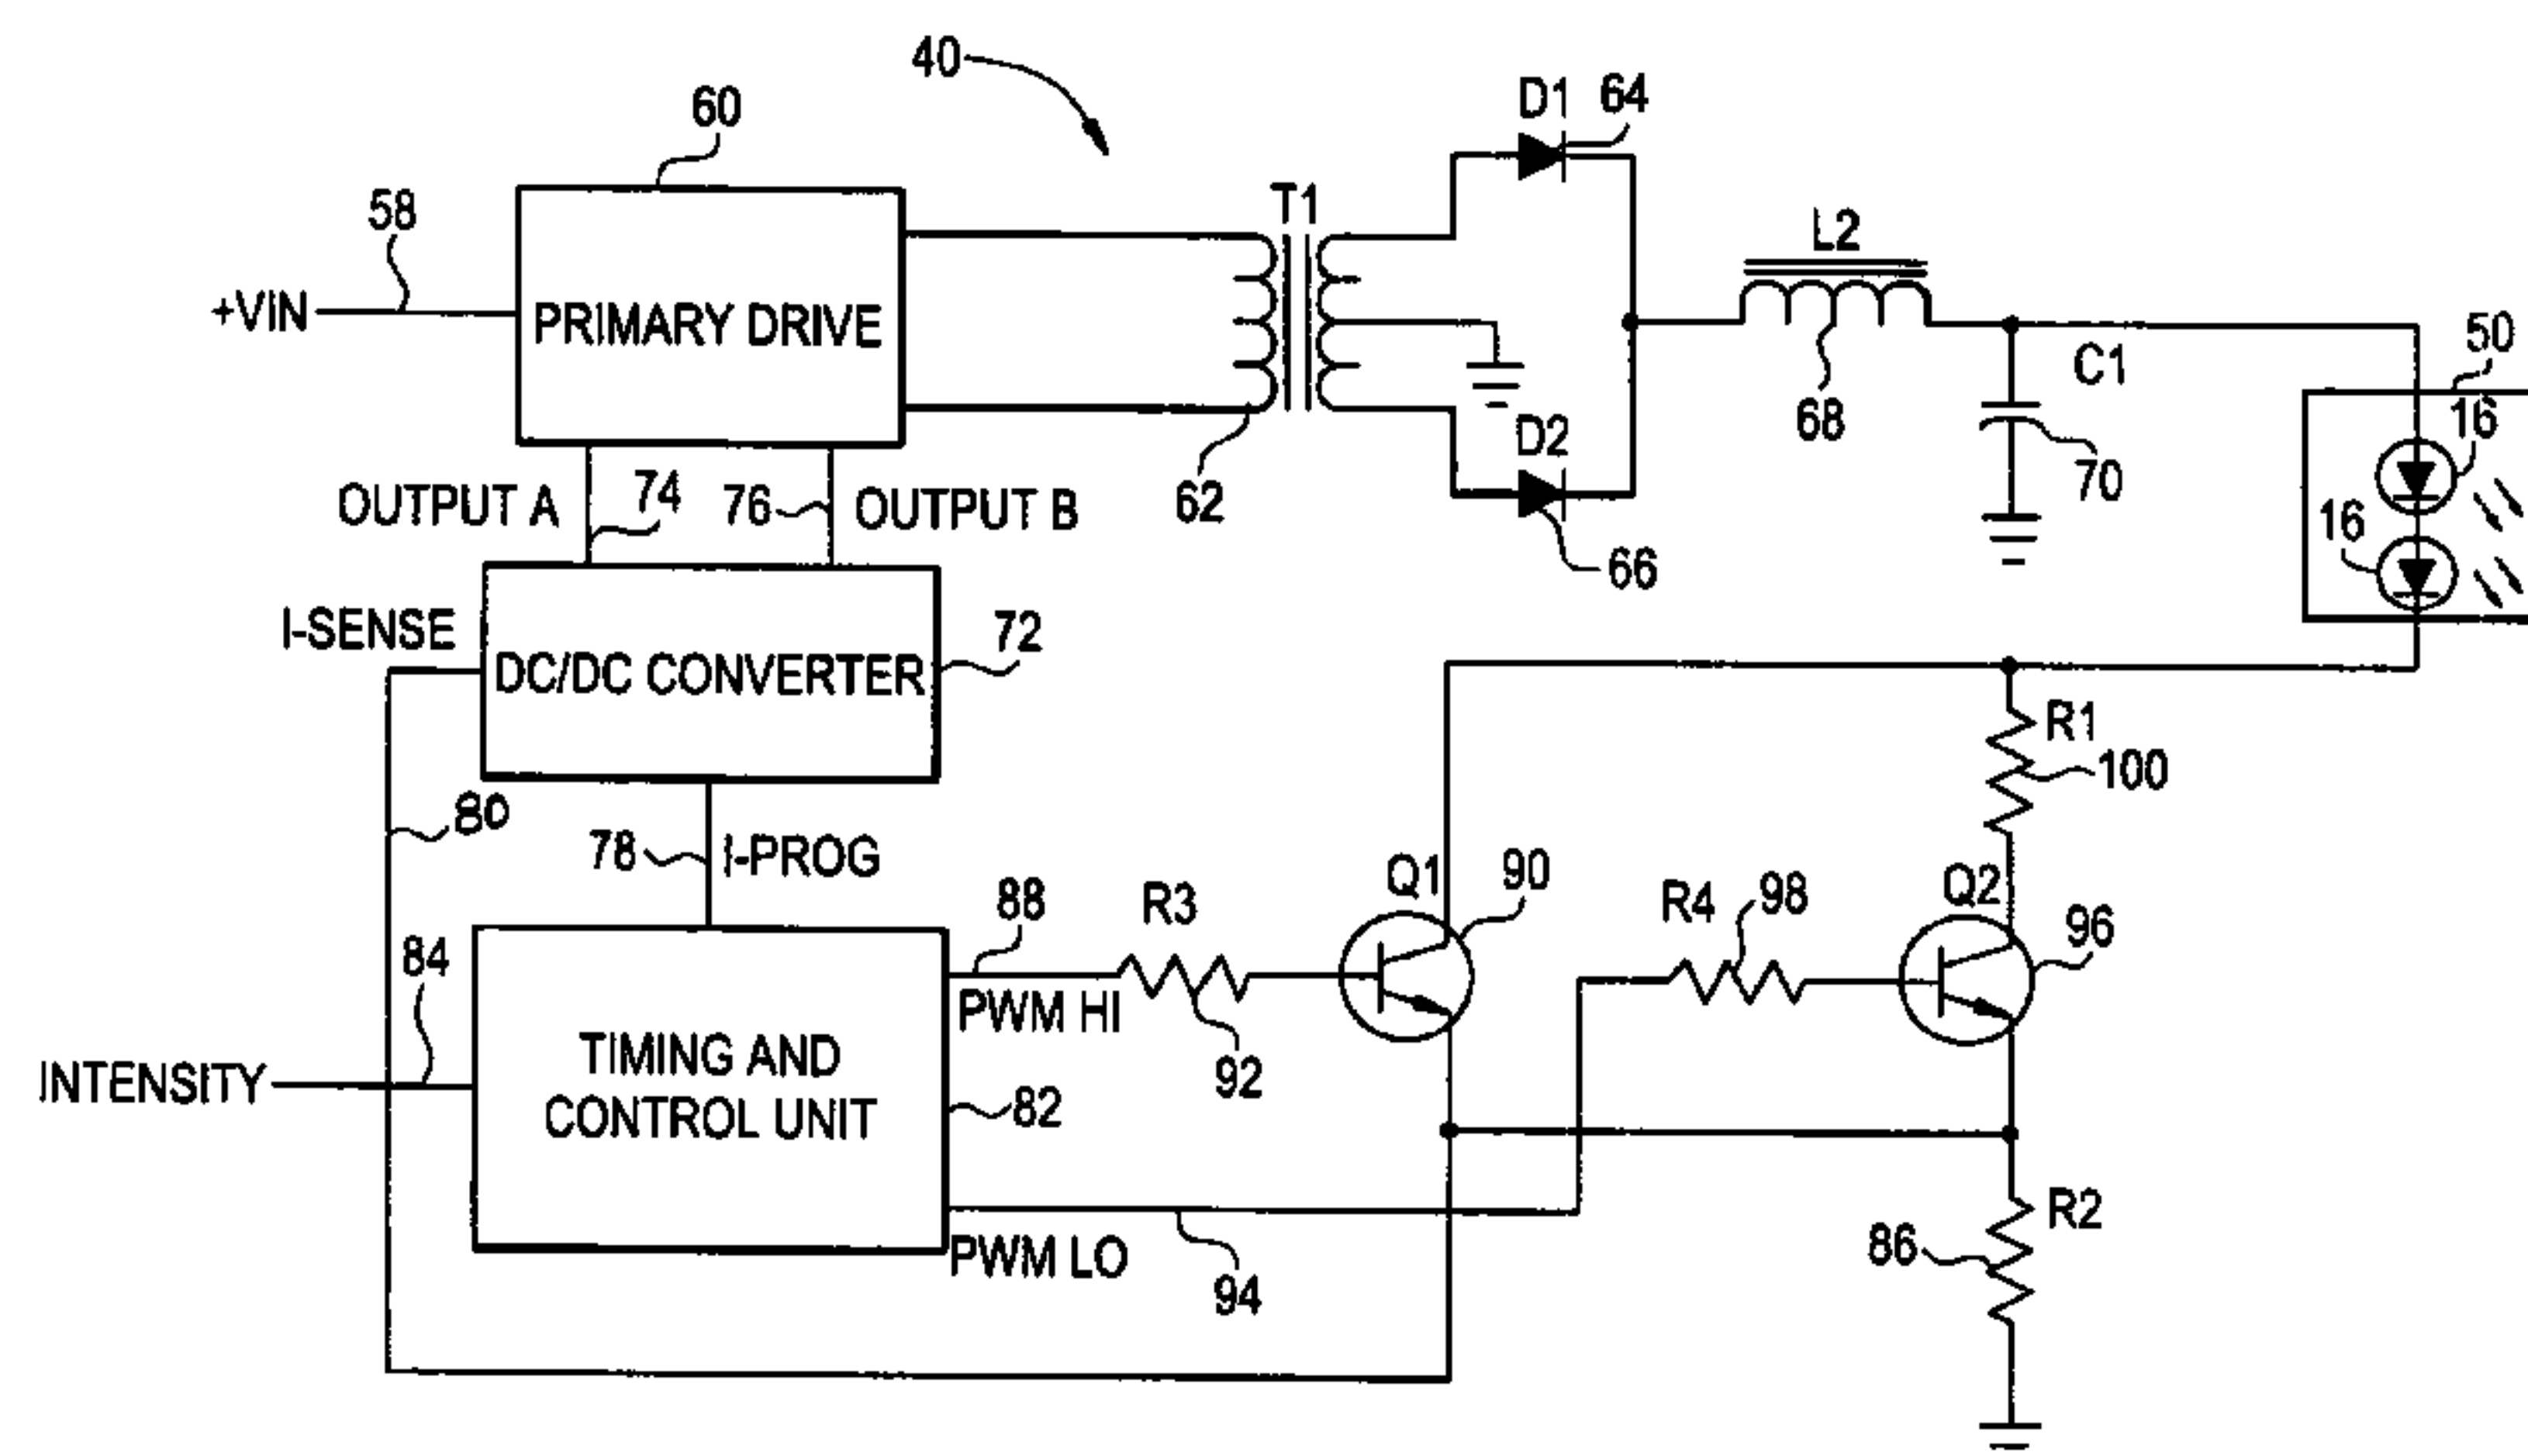 40
60
D1
64
58
T1
L2
+VIN
PRIMARY DRIVE
50
C1
16
68
D2
70
OUTPUT A
74
76
OUTPUT B
62
16
66
I-SENSE
72
DC/DC CONVERTER
R1
100
80
78
I-PROG
88
R3
Q1
90
R4
98
Q2
96
84
PWM HI
TIMING AND
CONTROL UNIT
92
INTENSITY
82
R2
PWM LO
86
94